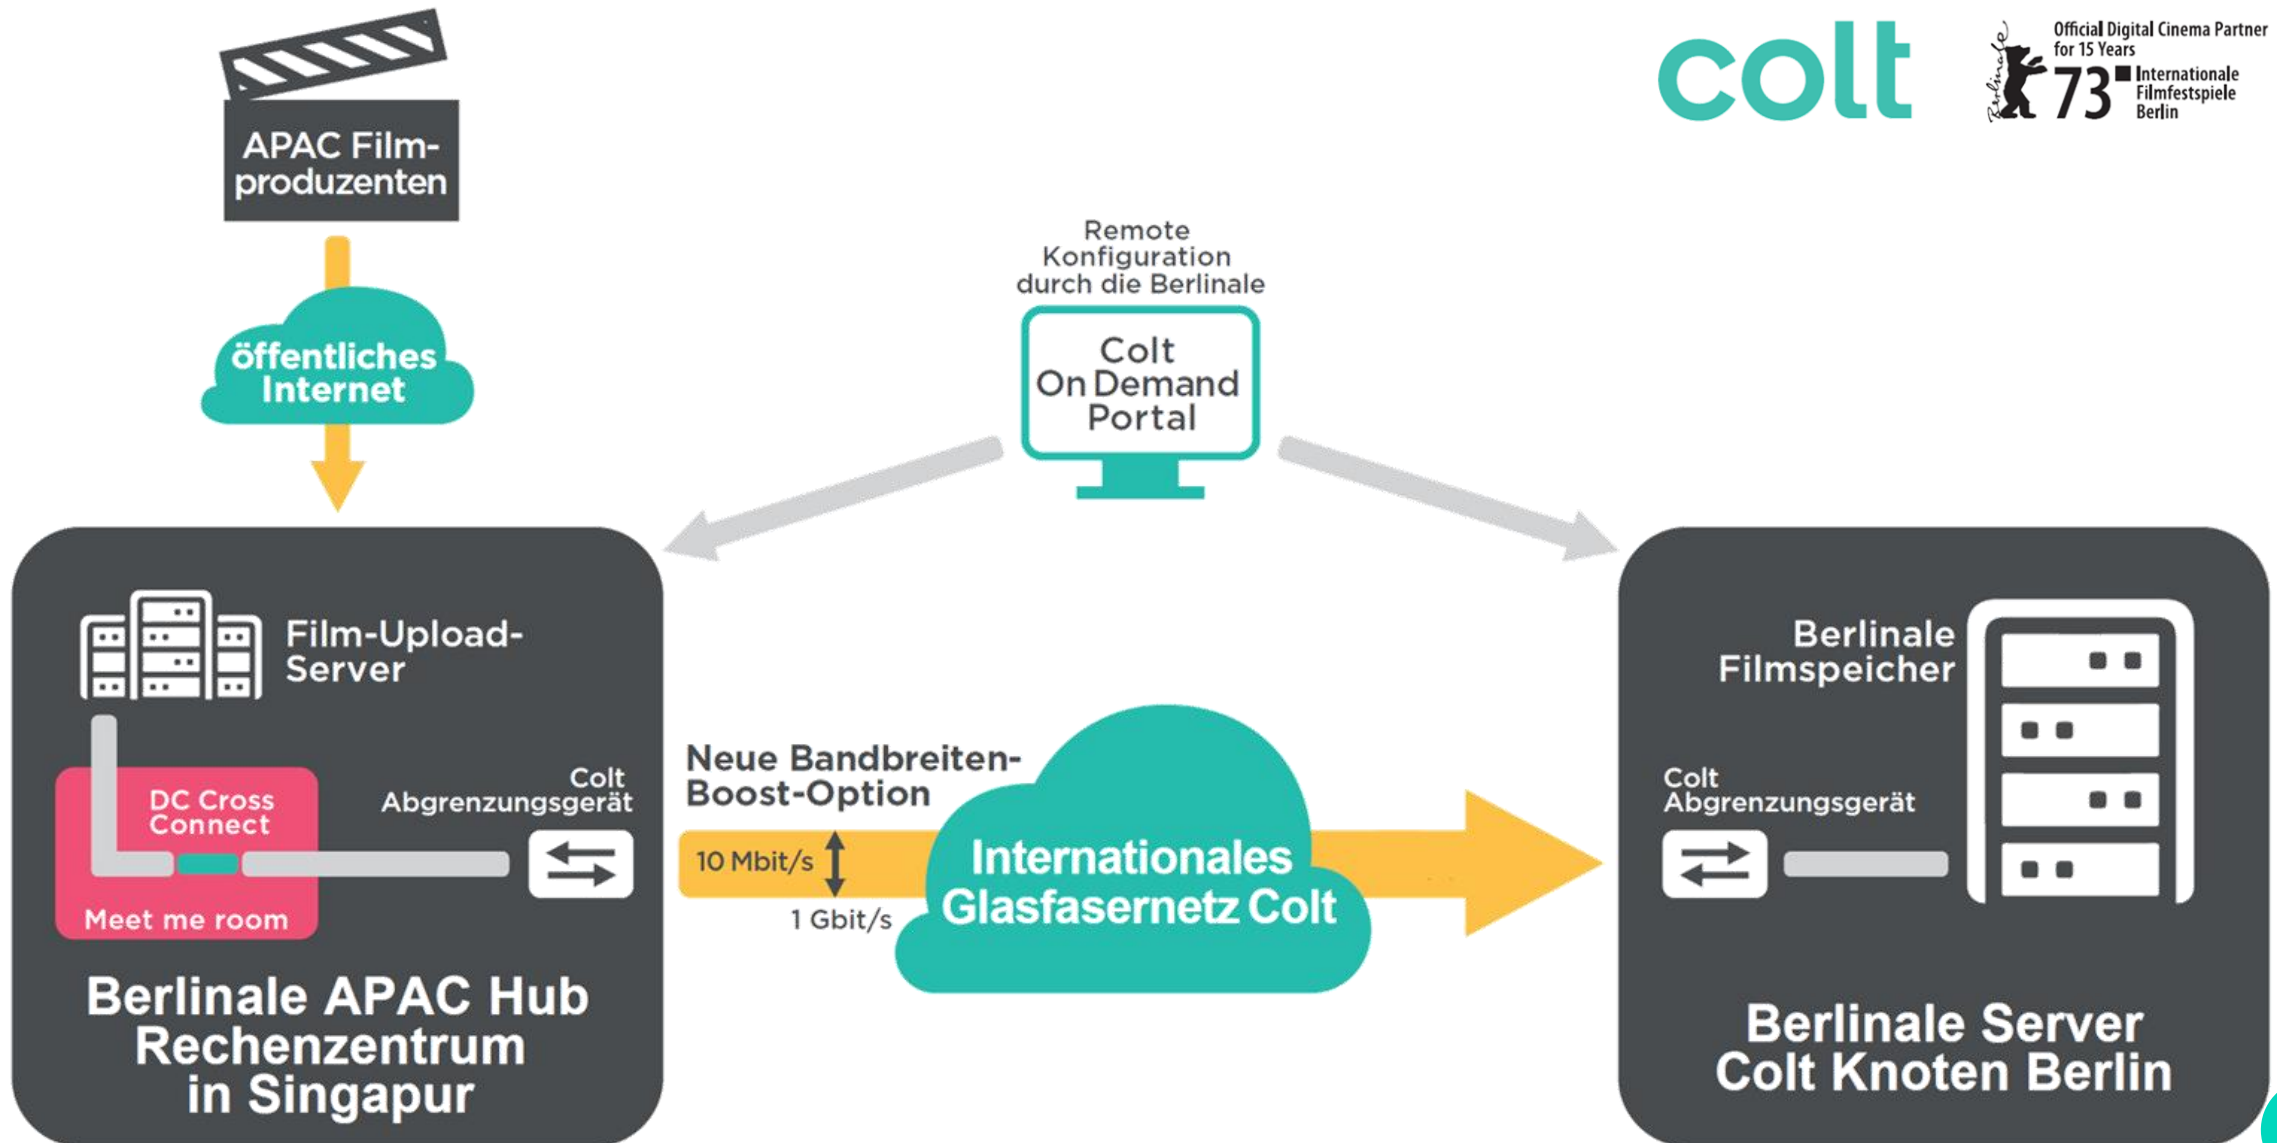 APAC Film-
produzenten
öffentliches
Internet
colt
Berlinale
Official Digital Cinema Partner
for 15 Years
73 Internationale
Filmfestspiele
Berlin
Remote
Konfiguration
durch die Berlinale
Colt
On Demand
Portal
Film-Upload-
Server
DC Cross
Connect
Meet me room
Colt
Abgrenzungsgerät
Berlinale APAC Hub
Rechenzentrum
in Singapur
Neue Bandbreiten-
Boost-Option
10 Mbit/s
1 Gbit/s
Internationales
Glasfasernetz Colt
Berlinale
Filmspeicher
Colt
Abgrenzungsgerät
Berlinale Server
Colt Knoten Berlin